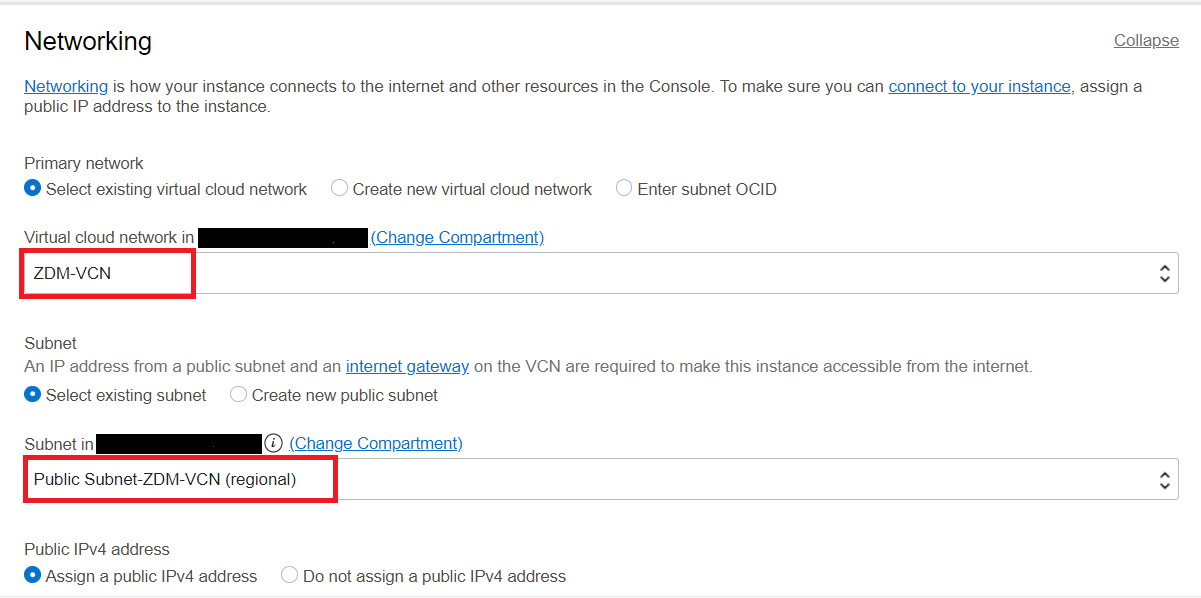 Networking
Collapse
Networking is how your instance connects to the internet and other resources in the Console. To make sure you can connect to your instance, assign a
public IP address to the instance.
Primary network
Select existing virtual cloud network Create new virtual cloud network Enter subnet OCID
Virtual cloud network in (Change Compartment)
ZDM-VCN
Subnet
An IP address from a public subnet and an internet gateway on the VCN are required to make this instance accessible from the internet.
Select existing subnet Create new public subnet
Subnet in i (Change Compartment)
Public Subnet-ZDM-VCN (regional)
Public IPv4 address
Assign a public IPv4 address Do not assign a public IPv4 address